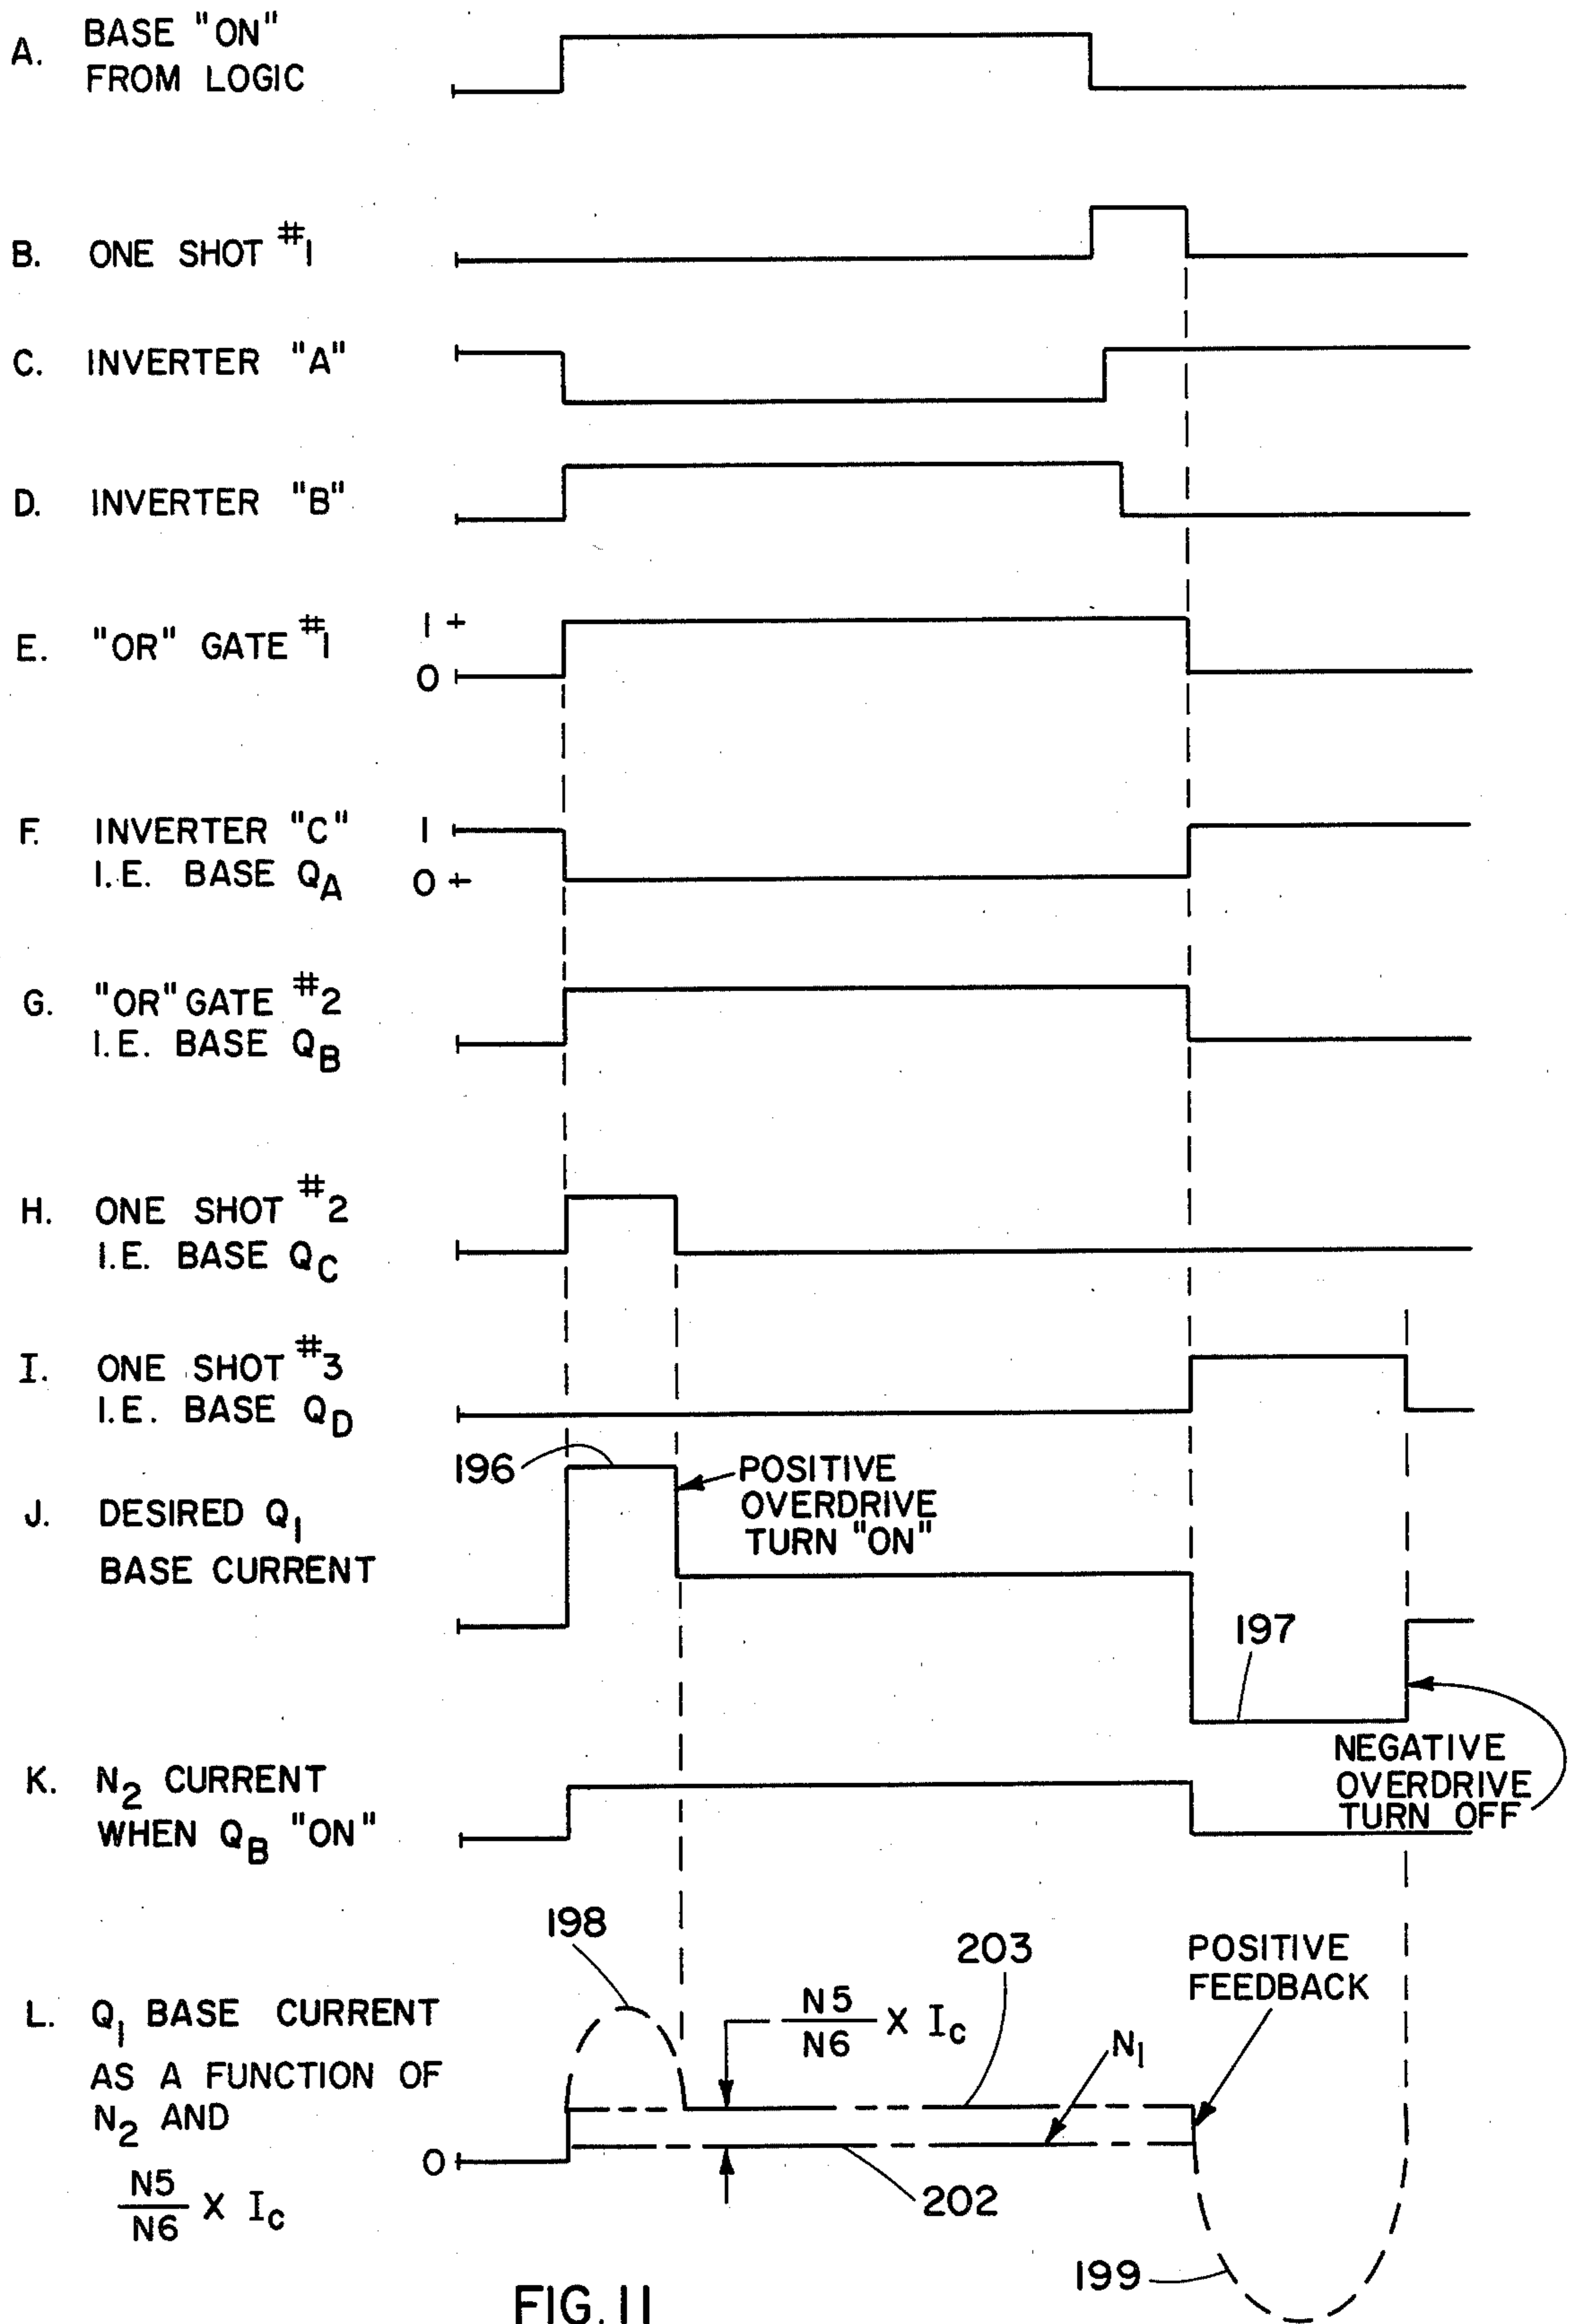 A. BASE "ON"
FROM LOGIC
B. ONE SHOT #1
C. INVERTER "A"
D. INVERTER "B"
E. "OR" GATE #1
1
0
F. INVERTER "C"
I.E. BASE QA
1
0
G. "OR" GATE #2
I.E. BASE QB
H. ONE SHOT #2
I.E. BASE QC
I. ONE SHOT #3
I.E. BASE QD
196
POSITIVE
OVERDRIVE
TURN "ON"
J. DESIRED Q1
BASE CURRENT
197
NEGATIVE
OVERDRIVE
TURN OFF
K. N2 CURRENT
WHEN QB "ON"
198
203
POSITIVE
FEEDBACK
L. Q1 BASE CURRENT
AS A FUNCTION OF
N2 AND
N5/N6 X Ic
N5/N6 X Ic
N1
0
202
199
FIG. 11